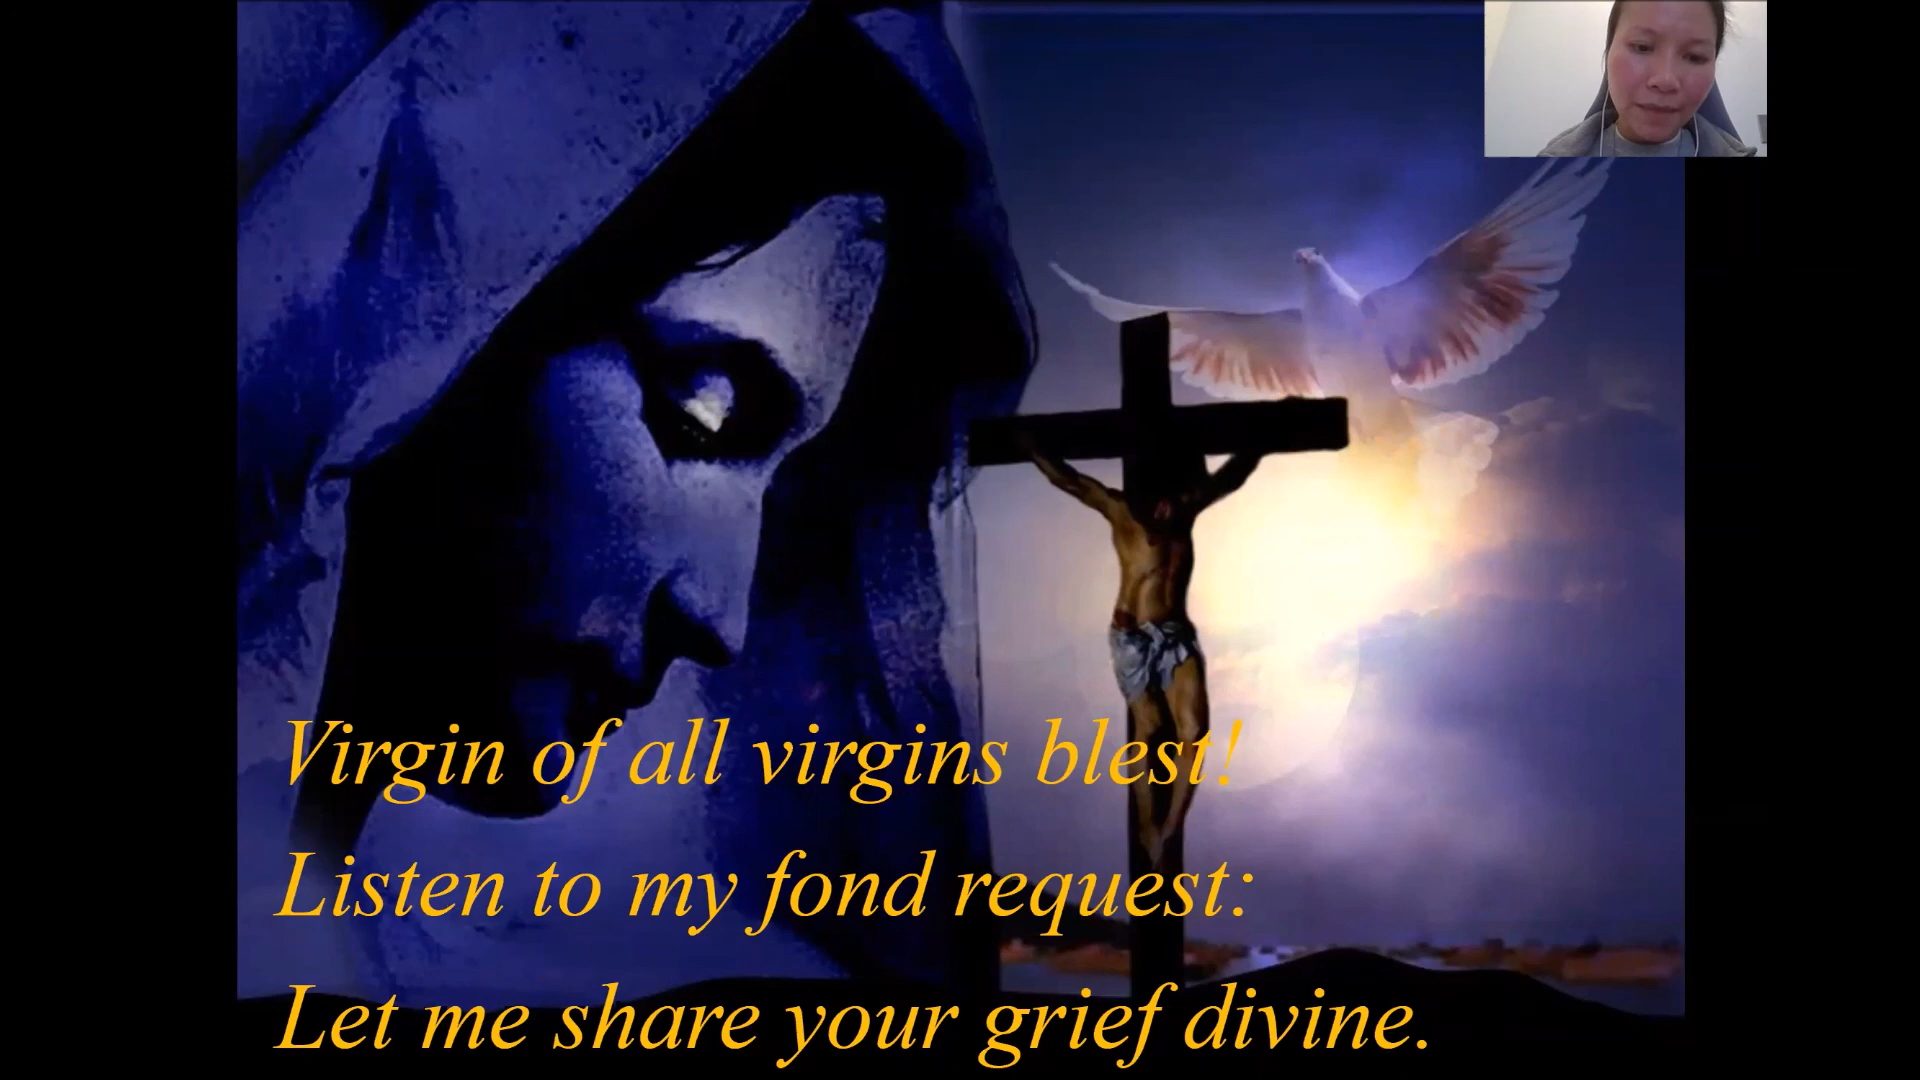 Virgin of all virgins blest!
Listen to my fond request:
Let me share your grief divine.